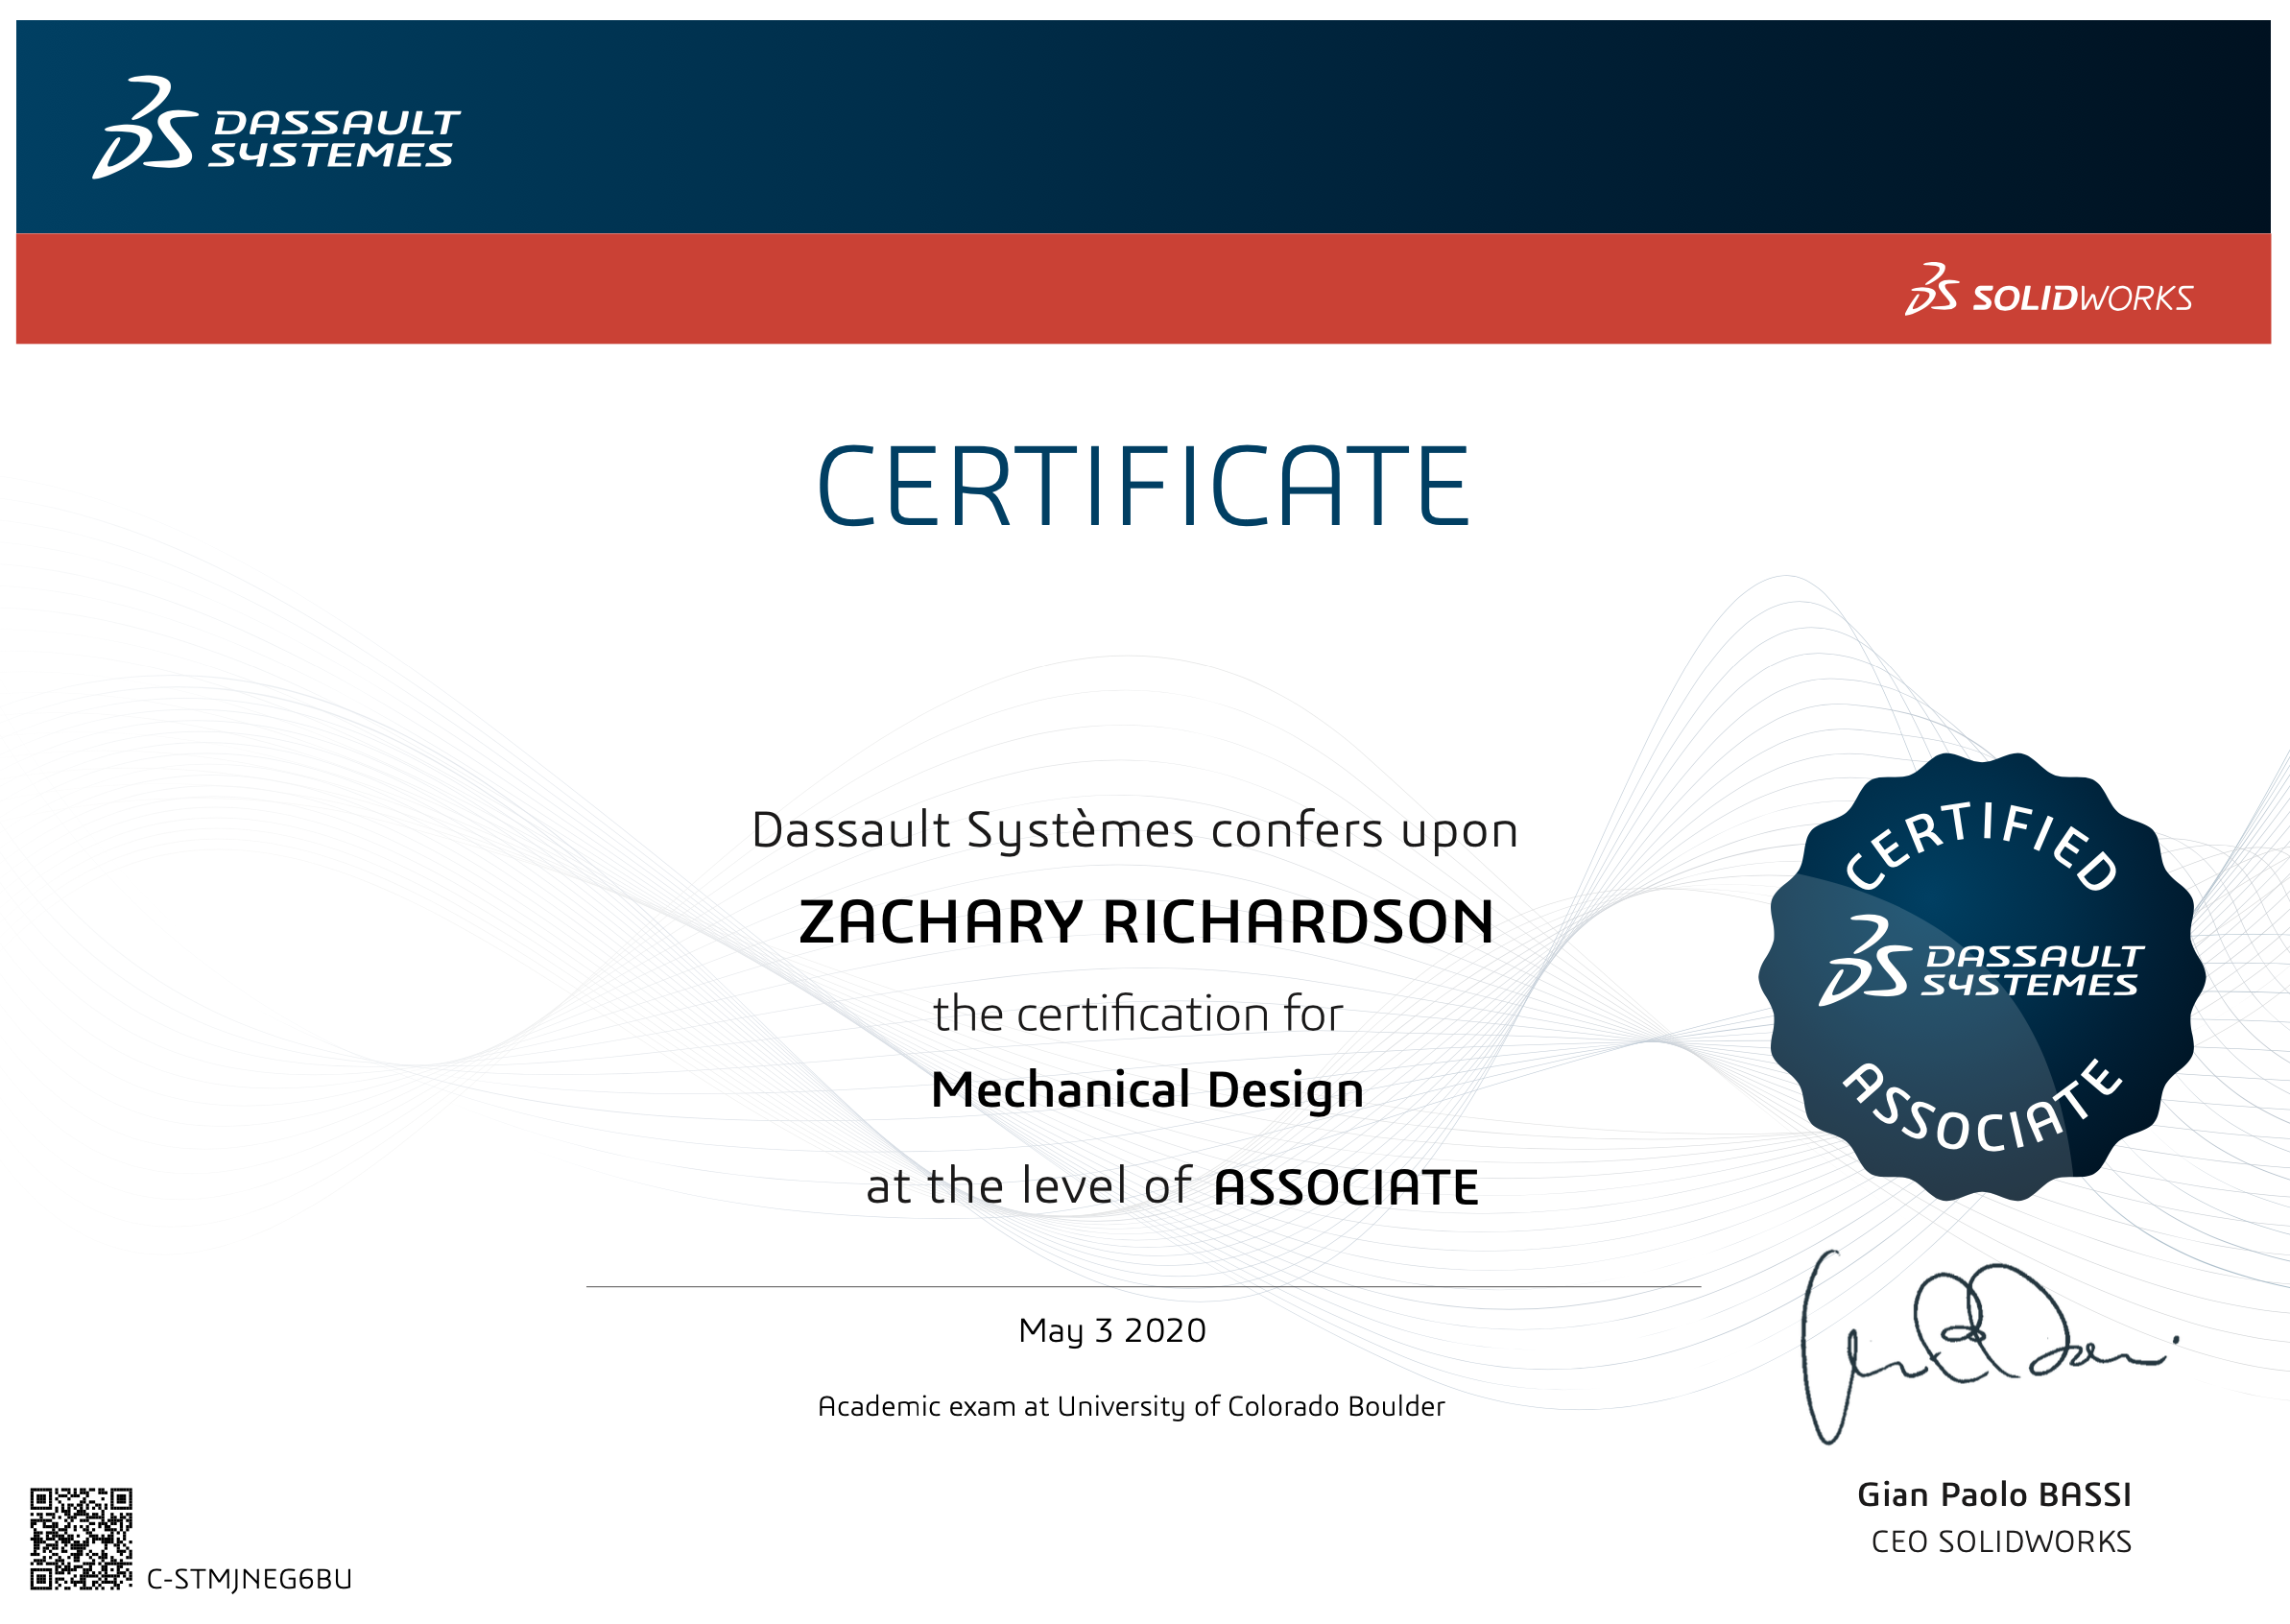 DASSAULT
SYSTEMES
SOLIDWORKS
CERTIFICATE
Dassault Systèmes confers upon
ZACHARY RICHARDSON
the certification for
Mechanical Design
at the level of ASSOCIATE
CERTIFIED
DASSAULT
SYSTEMES
ASSOCIATE
May 3 2020
Academic exam at University of Colorado Boulder
Gian Paolo BASSI
CEO SOLIDWORKS
C-STMJNEG6BU